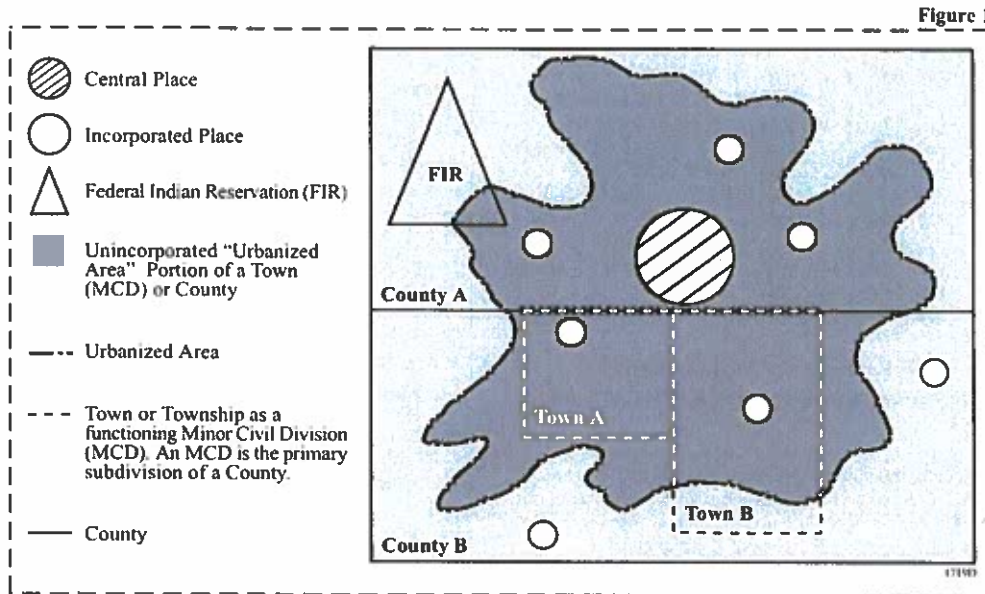 Figure 1
Central Place
Incorporated Place
Federal Indian Reservation (FIR)
Unincorporated “Urbanized
Area” Portion of a Town
(MCD) or County
Urbanized Area
Town or Township as a
functioning Minor Civil Division
(MCD). An MCD is the primary
subdivision of a County.
County
FIR
County A
Town A
Town B
County B